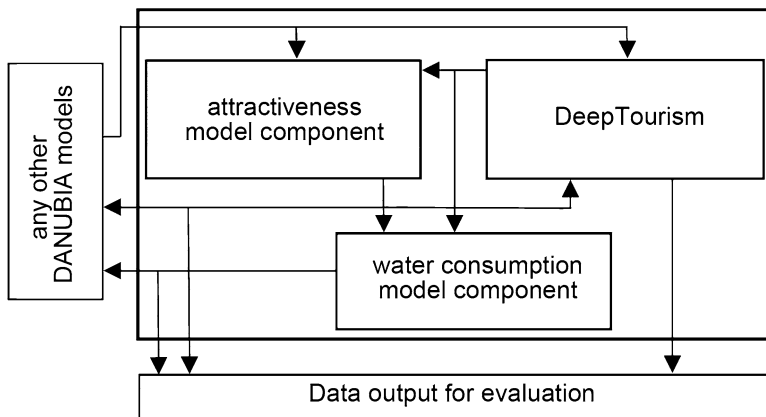 any other
DANUBIA models
attractiveness
model component
DeepTourism
water consumption
model component
Data output for evaluation